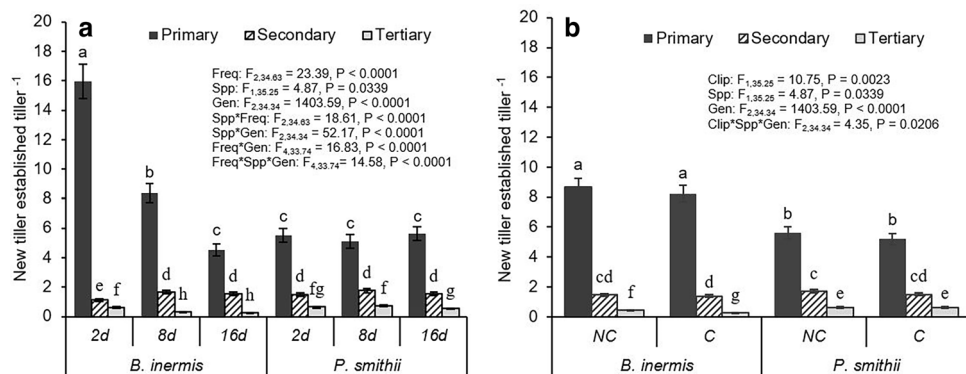 a
New tiller established tiller -1
20
18
16
14
12
10
8
6
4
2
0
Primary Secondary Tertiary
Freq: F2,34.63 = 23.39, P < 0.0001
Spp: F1,35.25 = 4.87, P = 0.0339
Gen: F2,34.34 = 1403.59, P < 0.0001
Spp*Freq: F2,34.63 = 18.61, P < 0.0001
Spp*Gen: F2,34.34 = 52.17, P < 0.0001
Freq*Gen: F4,33.74 = 16.83, P < 0.0001
Freq*Spp*Gen: F4,33.74= 14.58, P < 0.0001
a e f b d h c d h c d fg c d f c d g
2d 8d 16d 2d 8d 16d
B. inermis P. smithii
b
New tiller established tiller -1
20
18
16
14
12
10
8
6
4
2
0
Primary Secondary Tertiary
Clip: F1,35.25 = 10.75, P = 0.0023
Spp: F1,35.25 = 4.87, P = 0.0339
Gen: F2,34.34 = 1403.59, P < 0.0001
Clip*Spp*Gen: F2,34.34 = 4.35, P = 0.0206
a cd f a d g b c e b cd e
NC C NC C
B. inermis P. smithii